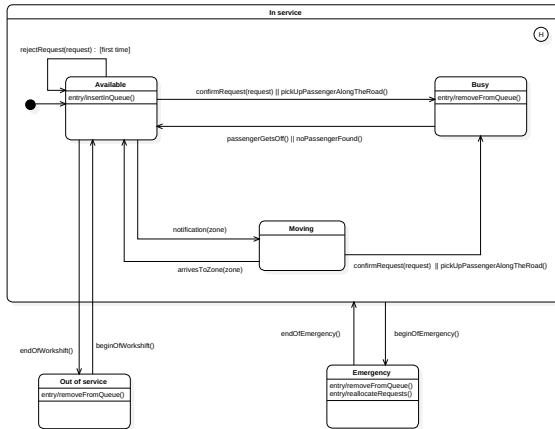 In service
H
rejectRequest(request) : [first time]
Available
entry/insertInQueue()
confirmRequest(request) || pickUpPassengerAlongTheRoad()
Busy
entry/removeFromQueue()
passengerGetsOff() || noPassengerFound()
notification(zone)
Moving
arrivesToZone(zone)
confirmRequest(request) || pickUpPassengerAlongTheRoad()
endOfWorkshift()
beginOfWorkshift()
endOfEmergency()
beginOfEmergency()
Out of service
entry/removeFromQueue()
Emergency
entry/removeFromQueue()
entry/reallocateRequests()